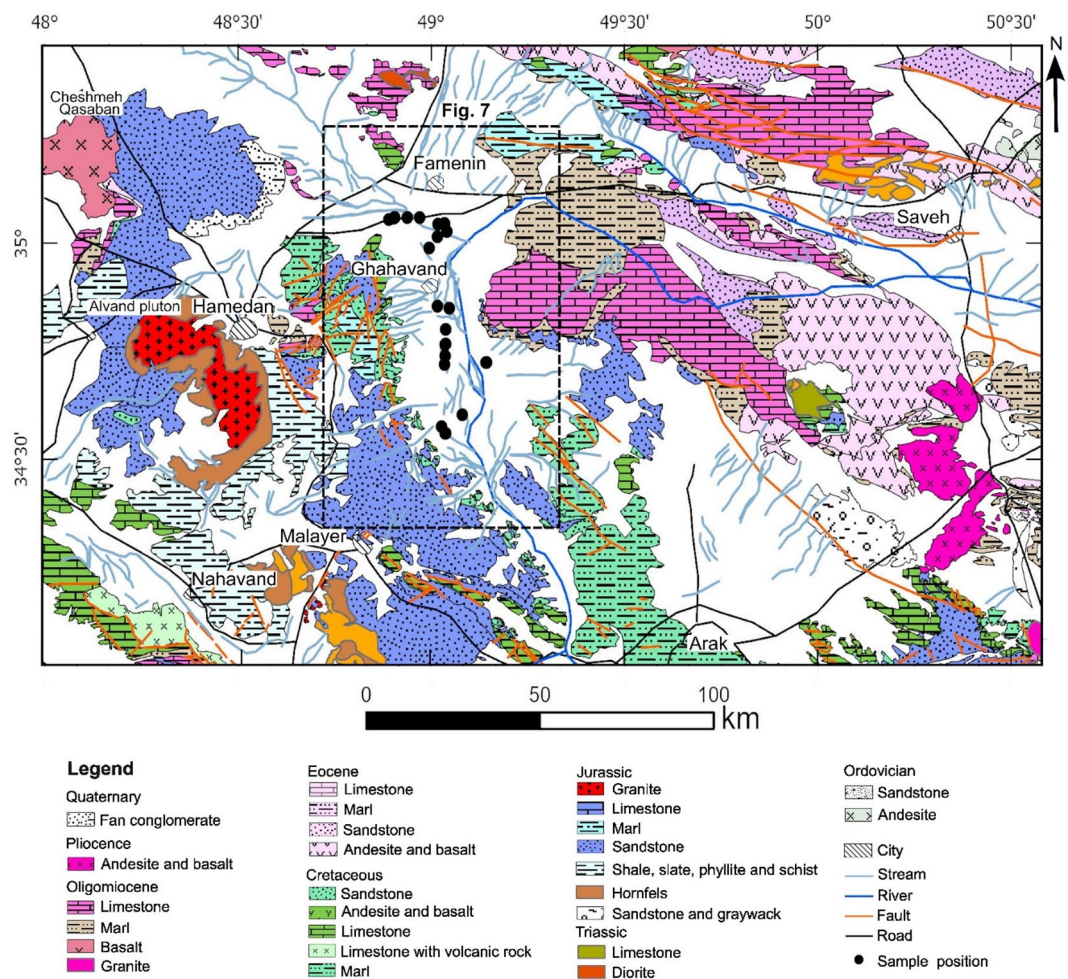 48° 48°30' 49° 49°30' 50° 50°30'
N
Cheshmeh
Qasaban
Fig. 7
Famenin
Saveh
35°
Ghahavand
Alvand pluton Hamedan
34°30'
Malayer
Nahavand
Arak
0 50 100
km
Legend
Quaternary
Fan conglomerate
Pliocence
Andesite and basalt
Oligomiocene
Limestone
Marl
Basalt
Granite
Eocene
Limestone
Marl
Sandstone
Andesite and basalt
Cretaceous
Sandstone
Andesite and basalt
Limestone
Limestone with volcanic rock
Marl
Jurassic
Granite
Limestone
Marl
Sandstone
Shale, slate, phyllite and schist
Hornfels
Sandstone and graywack
Triassic
Limestone
Diorite
Ordovician
Sandstone
Andesite
City
Stream
River
Fault
Road
Sample position